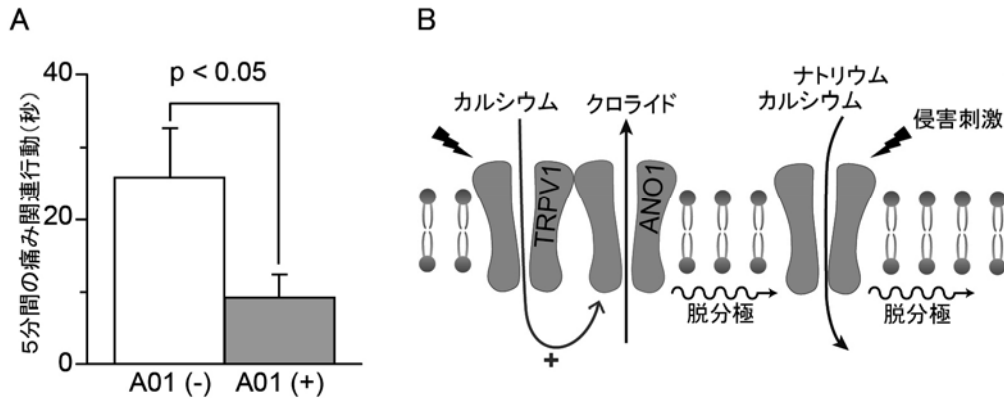 A
40
20
0
5分間の痛み関連行動(秒)
p < 0.05
A01 (-)
A01 (+)
B
カルシウム
クロライド
ナトリウム
カルシウム
侵害刺激
TRPV1
ANO1
脱分極
脱分極
+